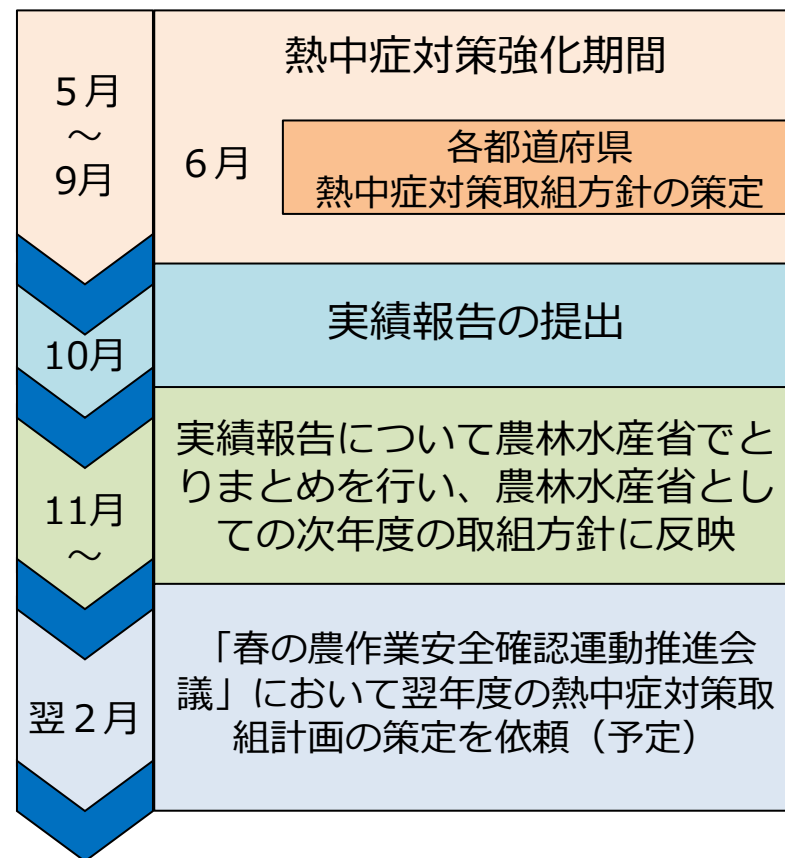 5月
～
9月
熱中症対策強化期間
６月
各都道府県
熱中症対策取組方針の策定
10月
実績報告の提出
11月
～
実績報告について農林水産省でと
りまとめを行い、農林水産省とし
ての次年度の取組方針に反映
翌２月
「春の農作業安全確認運動推進会
議」において翌年度の熱中症対策取
組計画の策定を依頼（予定）